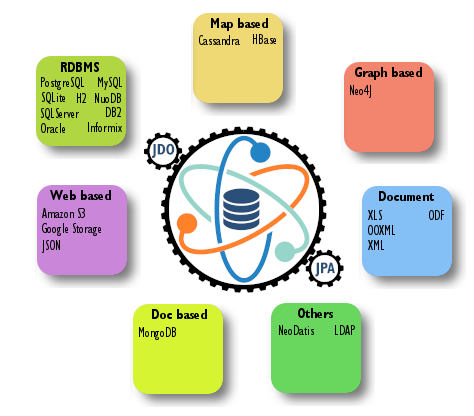 Map based
Cassandra HBase
RDBMS
PostgreSQL MySQL
SQLite H2 NuoDB
SQLServer DB2
Oracle Informix
Graph based
Neo4J
JDO
Web based
Amazon S3
Google Storage
JSON
Document
XLS ODF
OOXML
XML
JPA
Doc based
MongoDB
Others
NeoDatis LDAP